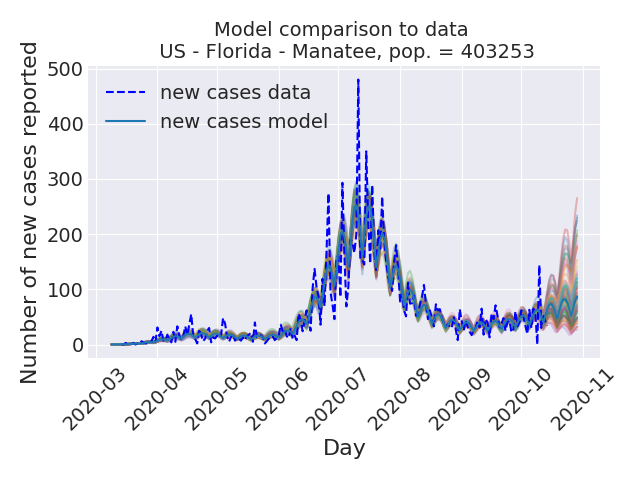 Model comparison to data
US - Florida - Manatee, pop. = 403253
Number of new cases reported
500
400
300
200
100
0
new cases data
new cases model
2020-03
2020-04
2020-05
2020-06
2020-07
2020-08
2020-09
2020-10
2020-11
Day